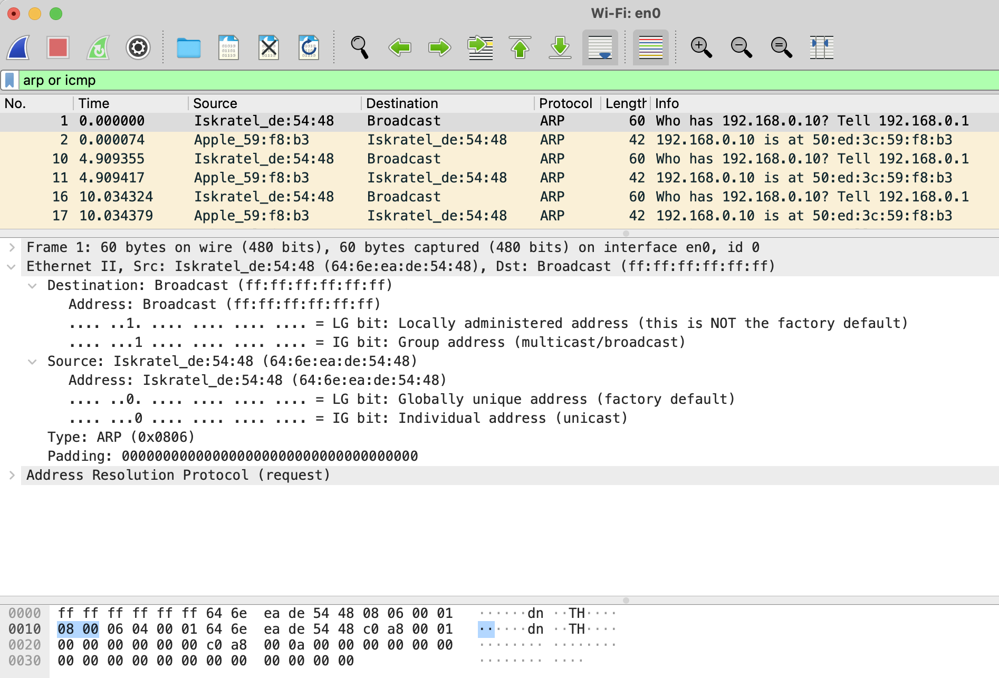 Wi-Fi: en0
arp or icmp
No. Time Source Destination Protocol Length Info
1 0.000000 Iskratel_de:54:48 Broadcast ARP 60 Who has 192.168.0.10? Tell 192.168.0.1
2 0.000074 Apple_59:f8:b3 Iskratel_de:54:48 ARP 42 192.168.0.10 is at 50:ed:3c:59:f8:b3
10 4.909355 Iskratel_de:54:48 Broadcast ARP 60 Who has 192.168.0.10? Tell 192.168.0.1
11 4.909417 Apple_59:f8:b3 Iskratel_de:54:48 ARP 42 192.168.0.10 is at 50:ed:3c:59:f8:b3
16 10.034324 Iskratel_de:54:48 Broadcast ARP 60 Who has 192.168.0.10? Tell 192.168.0.1
17 10.034379 Apple_59:f8:b3 Iskratel_de:54:48 ARP 42 192.168.0.10 is at 50:ed:3c:59:f8:b3
Frame 1: 60 bytes on wire (480 bits), 60 bytes captured (480 bits) on interface en0, id 0
Ethernet II, Src: Iskratel_de:54:48 (64:6e:ea:de:54:48), Dst: Broadcast (ff:ff:ff:ff:ff:ff)
Destination: Broadcast (ff:ff:ff:ff:ff:ff)
Address: Broadcast (ff:ff:ff:ff:ff:ff)
.... ..1. .... .... .... .... = LG bit: Locally administered address (this is NOT the factory default)
.... ...1 .... .... .... .... = IG bit: Group address (multicast/broadcast)
Source: Iskratel_de:54:48 (64:6e:ea:de:54:48)
Address: Iskratel_de:54:48 (64:6e:ea:de:54:48)
.... ..0. .... .... .... .... = LG bit: Globally unique address (factory default)
.... ...0 .... .... .... .... = IG bit: Individual address (unicast)
Type: ARP (0x0806)
Padding: 000000000000000000000000000000000000
Address Resolution Protocol (request)
0000 ff ff ff ff ff ff 64 6e ea de 54 48 08 06 00 01 ······dn ··TH····
0010 08 00 06 04 00 01 64 6e ea de 54 48 c0 a8 00 01 ······dn ··TH····
0020 00 00 00 00 00 00 c0 a8 00 0a 00 00 00 00 00 00 ········ ········
0030 00 00 00 00 00 00 00 00 00 00 00 00 ········ ····